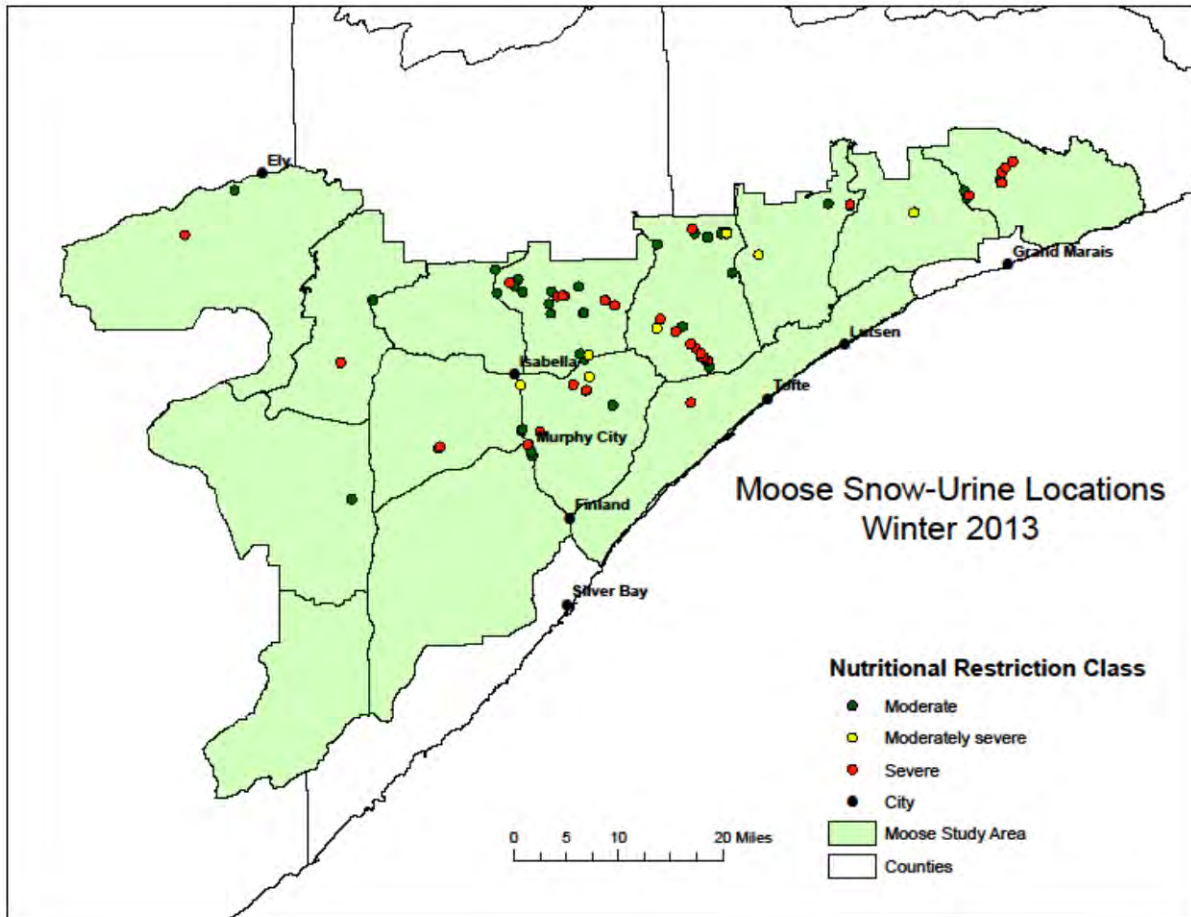 Ely
Grand Marais
Lutsen
Isabella
Tofte
Murphy City
Moose Snow-Urine Locations
Winter 2013
Finland
Silver Bay
Nutritional Restriction Class
Moderate
Moderately severe
Severe
City
Moose Study Area
Counties
0 5 10 20 Miles